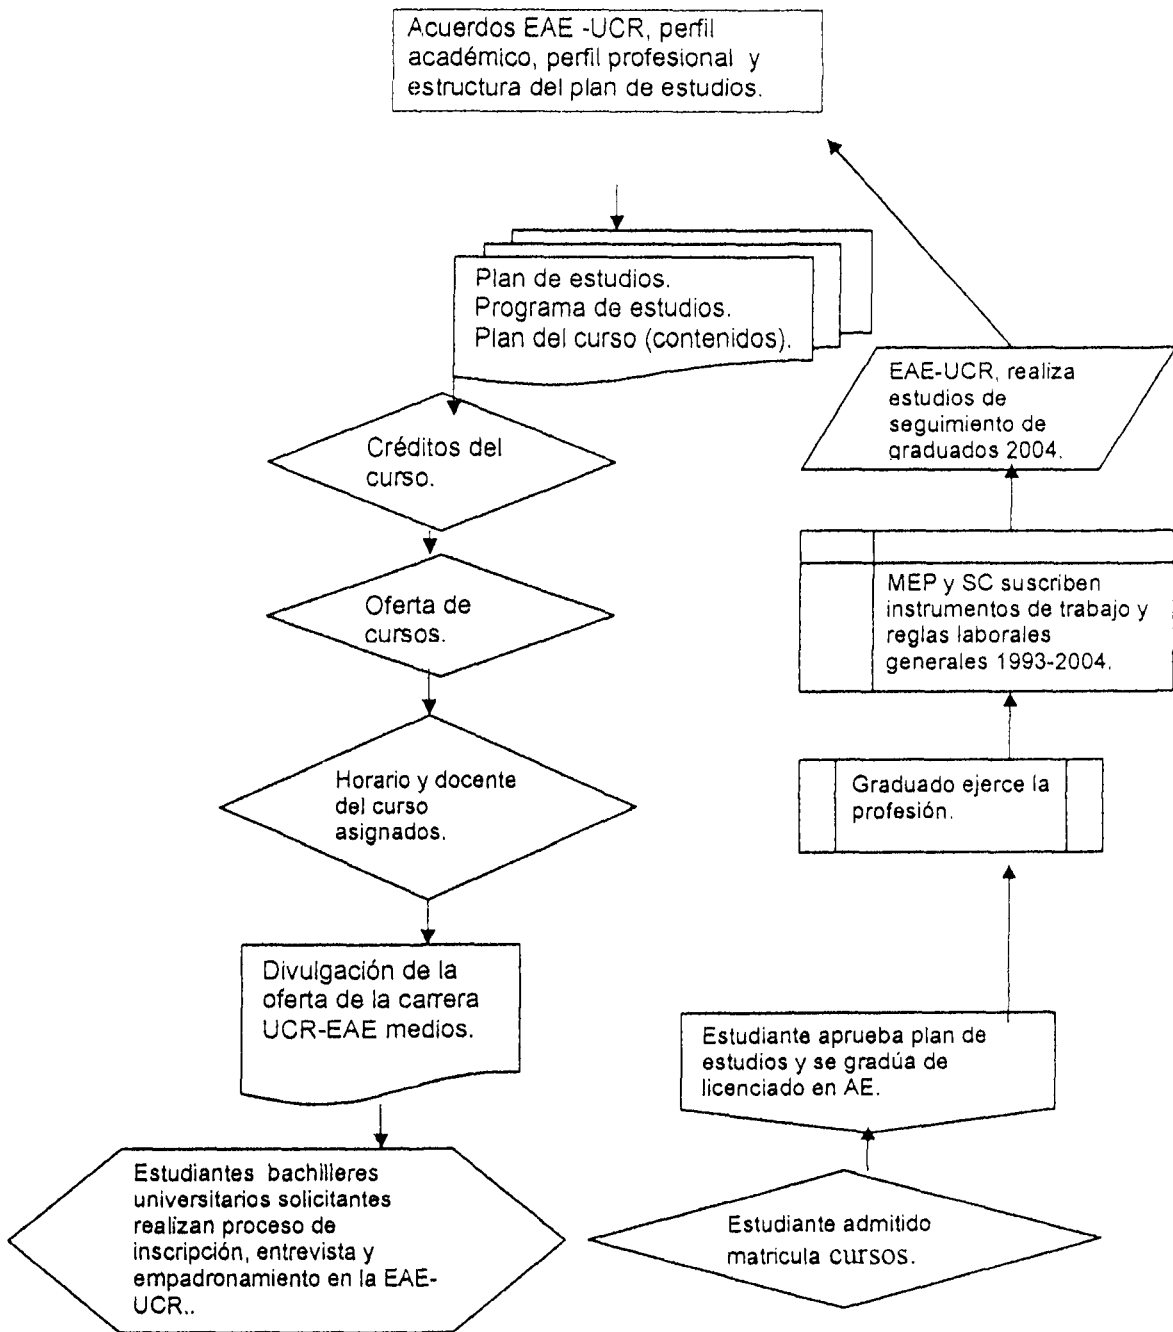 Acuerdos EAE -UCR, perfil
académico, perfil profesional y
estructura del plan de estudios.
Plan de estudios.
Programa de estudios.
Plan del curso (contenidos).
Créditos del
curso.
Oferta de
cursos.
Horario y docente
del curso
asignados.
Divulgación de la
oferta de la carrera
UCR-EAE medios.
Estudiantes bachilleres
universitarios solicitantes
realizan proceso de
inscripción, entrevista y
empadronamiento en la EAE-
UCR..
Estudiante admitido
matricula cursos.
Estudiante aprueba plan de
estudios y se gradúa de
licenciado en AE.
Graduado ejerce la
profesión.
MEP y SC suscriben
instrumentos de trabajo y
reglas laborales
generales 1993-2004.
EAE-UCR, realiza
estudios de
seguimiento de
graduados 2004.